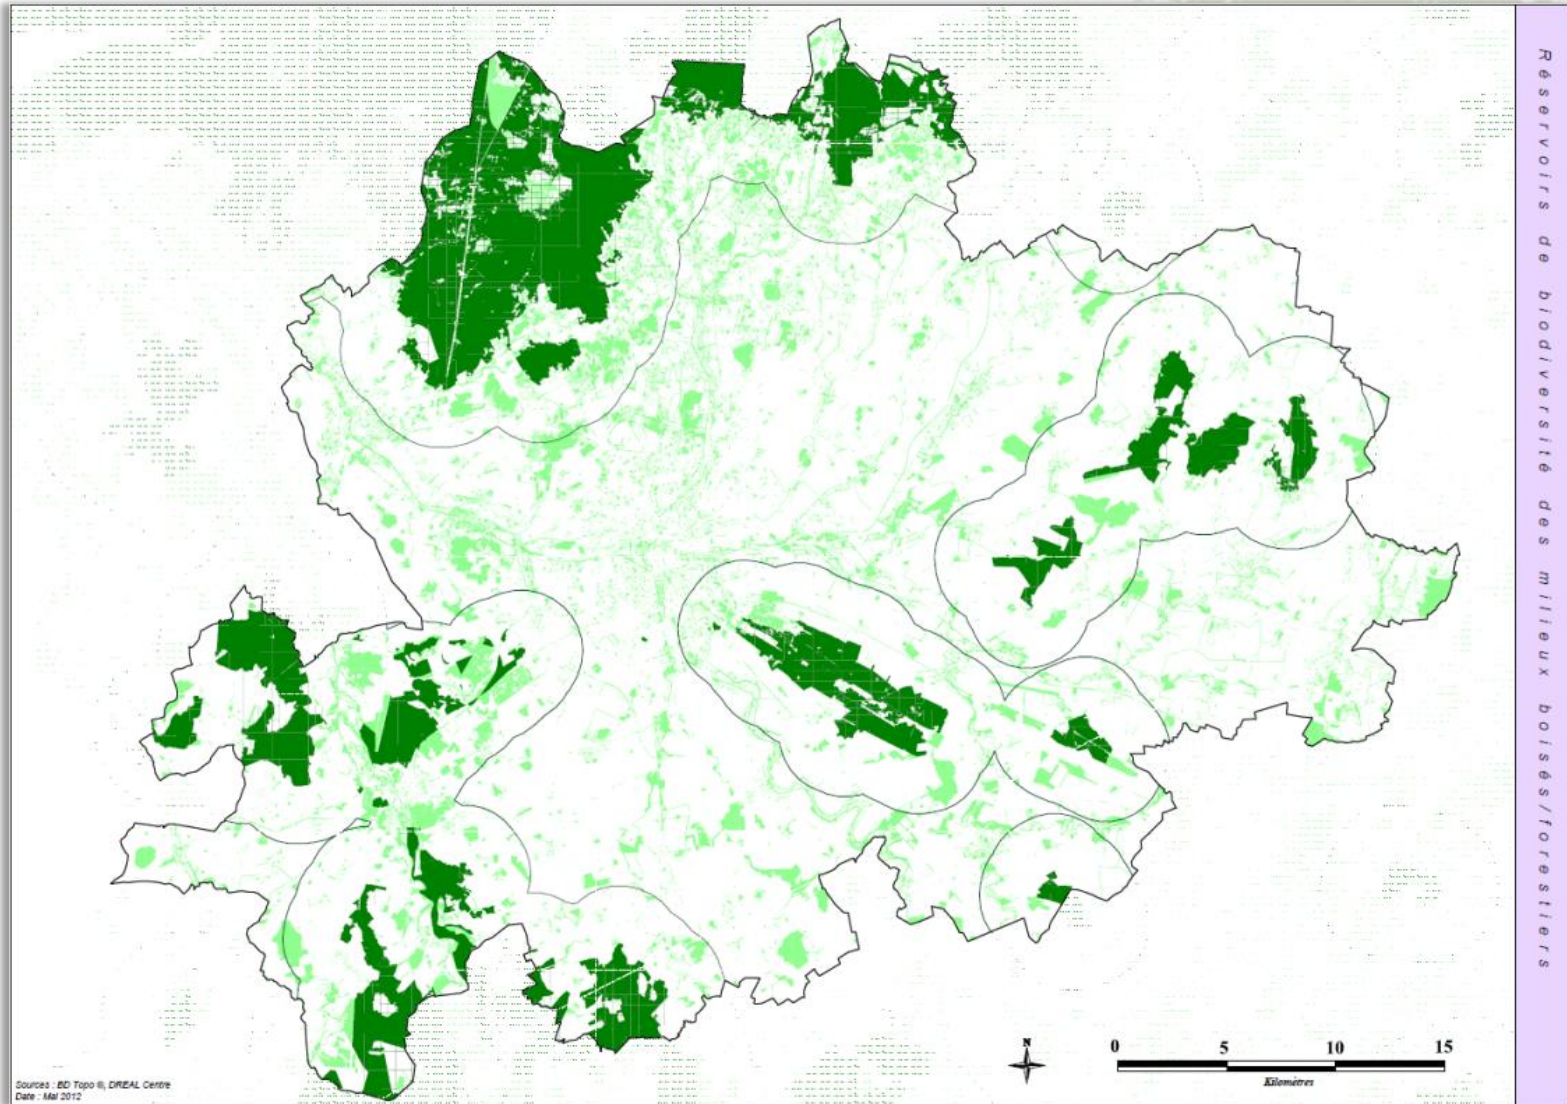 Réservoirs de biodiversité des milieux boisés/forestiers
N
0 5 10 15
Kilomètres
Sources : BD Topo ®, DREAL Centre
Date : Mai 2012